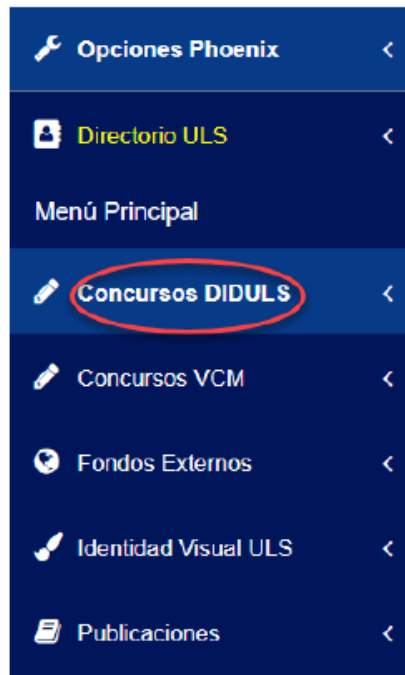 Opciones Phoenix
Directorio ULS
Menú Principal
Concursos DIDULS
Concursos VCM
Fondos Externos
Identidad Visual ULS
Publicaciones